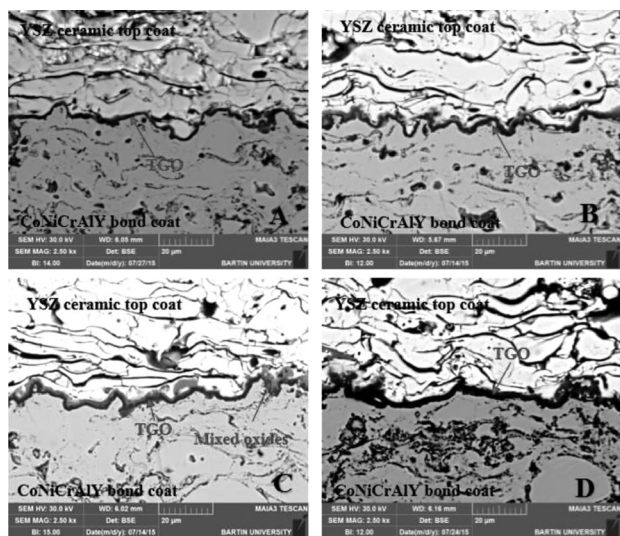 YSZ ceramic top coat
TGO
CoNiCrAlY bond coat
A
SEM HV: 30.0 kV WD: 6.05 mm MAIA3 TESCAN
SEM MAG: 2.50 kx Det: BSE 20 µm
BI: 14.00 Date(m/d/y): 07/27/15 BARTIN UNIVERSITY
YSZ ceramic top coat
TGO
CoNiCrAlY bond coat
B
SEM HV: 30.0 kV WD: 5.67 mm MAIA3 TESCAN
SEM MAG: 2.50 kx Det: BSE 20 µm
BI: 12.00 Date(m/d/y): 07/14/15 BARTIN UNIVERSITY
YSZ ceramic top coat
TGO
Mixed oxides
CoNiCrAlY bond coat
C
SEM HV: 30.0 kV WD: 6.02 mm MAIA3 TESCAN
SEM MAG: 2.50 kx Det: BSE 20 µm
BI: 15.00 Date(m/d/y): 07/14/15 BARTIN UNIVERSITY
YSZ ceramic top coat
TGO
CoNiCrAlY bond coat
D
SEM HV: 30.0 kV WD: 6.16 mm MAIA3 TESCAN
SEM MAG: 2.50 kx Det: BSE 20 µm
BI: 12.00 Date(m/d/y): 07/24/15 BARTIN UNIVERSITY